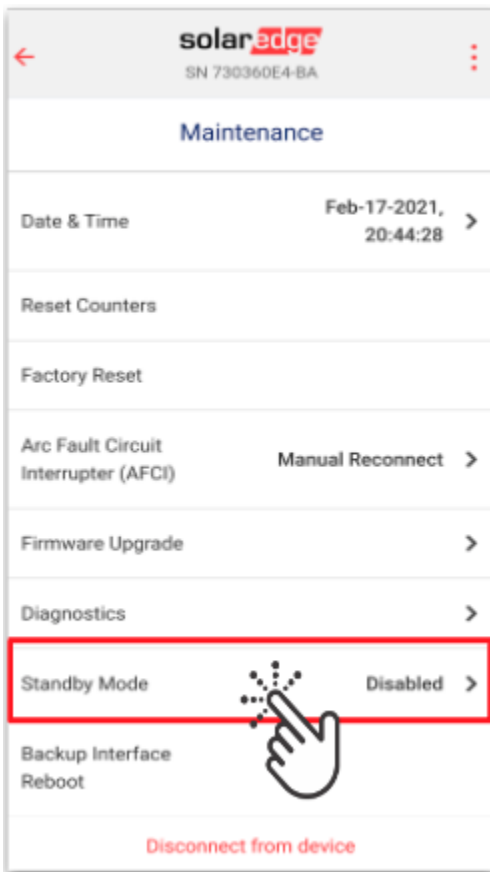 solaredge
SN 730360E4-BA
Maintenance
Date & Time
Feb-17-2021,
20:44:28
Reset Counters
Factory Reset
Arc Fault Circuit
Interrupter (AFCI)
Manual Reconnect
Firmware Upgrade
Diagnostics
Standby Mode
Disabled
Backup Interface
Reboot
Disconnect from device